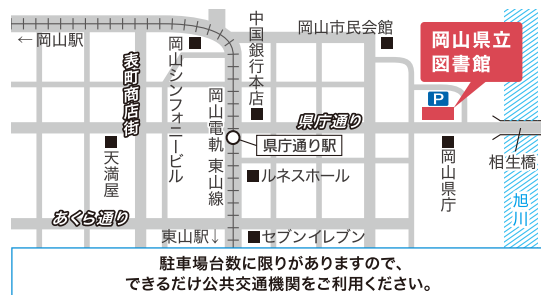 ←岡山駅
表町商店街
岡山シンフォニービル
中国銀行本店
岡山市民会館
岡山県立
図書館
P
岡山電軌 東山線
県庁通り
県庁通り駅
天満屋
ルネスホール
岡山県庁
相生橋
旭川
あくら通り
東山駅↓
セブンイレブン
駐車場台数に限りがありますので、
できるだけ公共交通機関をご利用ください。